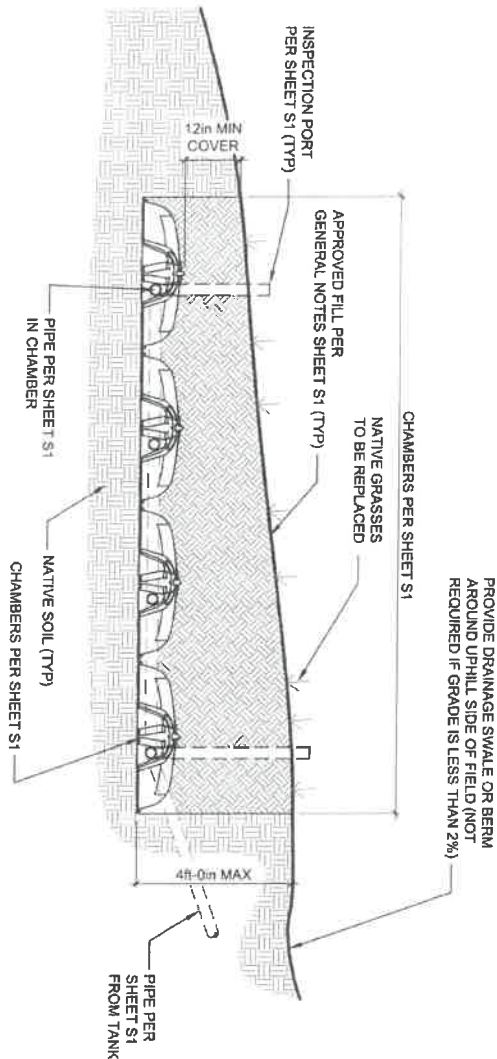 INSPECTION PORT
PER SHEET S1 (TYP)
12in MIN
COVER
APPROVED FILL PER
GENERAL NOTES SHEET S1 (TYP)
CHAMBERS PER SHEET S1
NATIVE GRASSES
TO BE REPLACED
PROVIDE DRAINAGE SWALE OR BERM
AROUND UPHILL SIDE OF FIELD (NOT
REQUIRED IF GRADE IS LESS THAN 2%)
PIPE PER SHEET S1
IN CHAMBER
NATIVE SOIL (TYP)
CHAMBERS PER SHEET S1
4ft-0in MAX
PIPE PER
SHEET S1
FROM TANK